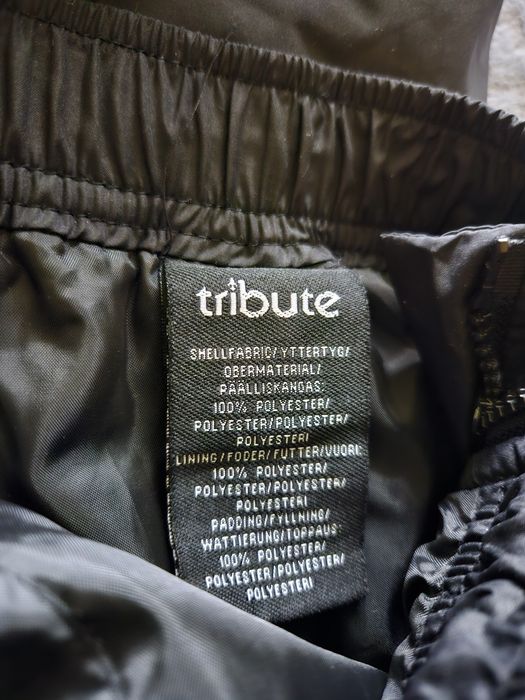 tribute
SHELLFABRIC/YTTERTYG/
OBERMATERIAL/
PÄÄLLISKANGAS:
100% POLYESTER/
POLYESTER/POLYESTER/
POLYESTERI
LINING/FODER/FUTTER/VUORI:
100% POLYESTER/
POLYESTER/POLYESTER/
POLYESTERI
PADDING/FYLLNING/
WATTIERUNG/TOPPAUS:
100% POLYESTER/
POLYESTER/POLYESTER/
POLYESTERI